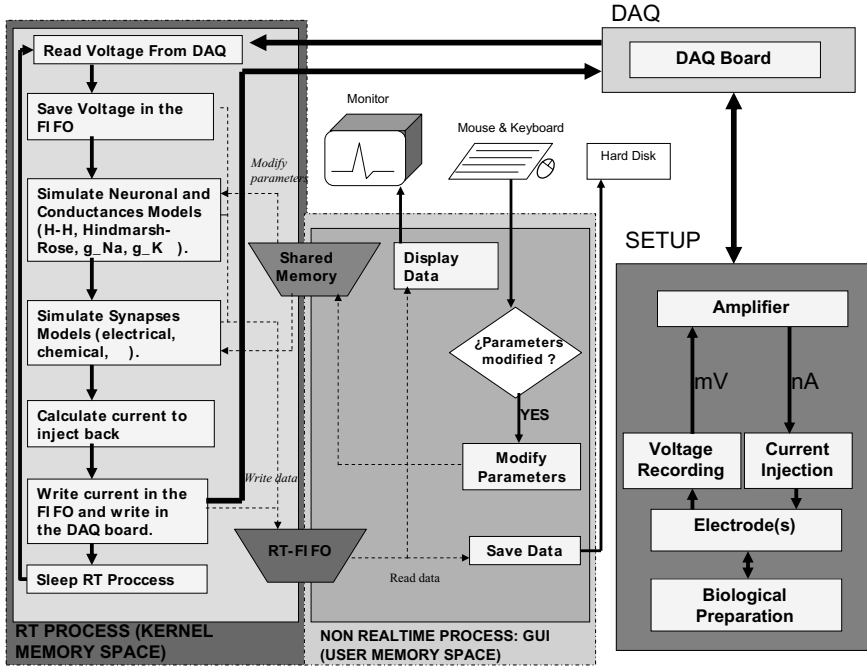 DAQ
Read Voltage From DAQ
DAQ Board
Save Voltage in the
FIFO
Monitor
Mouse & Keyboard
Hard Disk
Modify
parameters
Simulate Neuronal and
Conductances Models
(H-H, Hindmarsh-
Rose, g_Na, g_K ).
Shared
Memory
Display
Data
SETUP
Amplifier
Simulate Synapses
Models (electrical,
chemical, ).
¿Parameters
modified ?
mV
nA
YES
Calculate current to
inject back
Modify
Parameters
Voltage
Recording
Current
Injection
Write data
Write current in the
FIFO and write in
the DAQ board.
Electrode(s)
RT-FIFO
Save Data
Read data
Sleep RT Proccess
Biological
Preparation
RT PROCESS (KERNEL
MEMORY SPACE)
NON REALTIME PROCESS: GUI
(USER MEMORY SPACE)